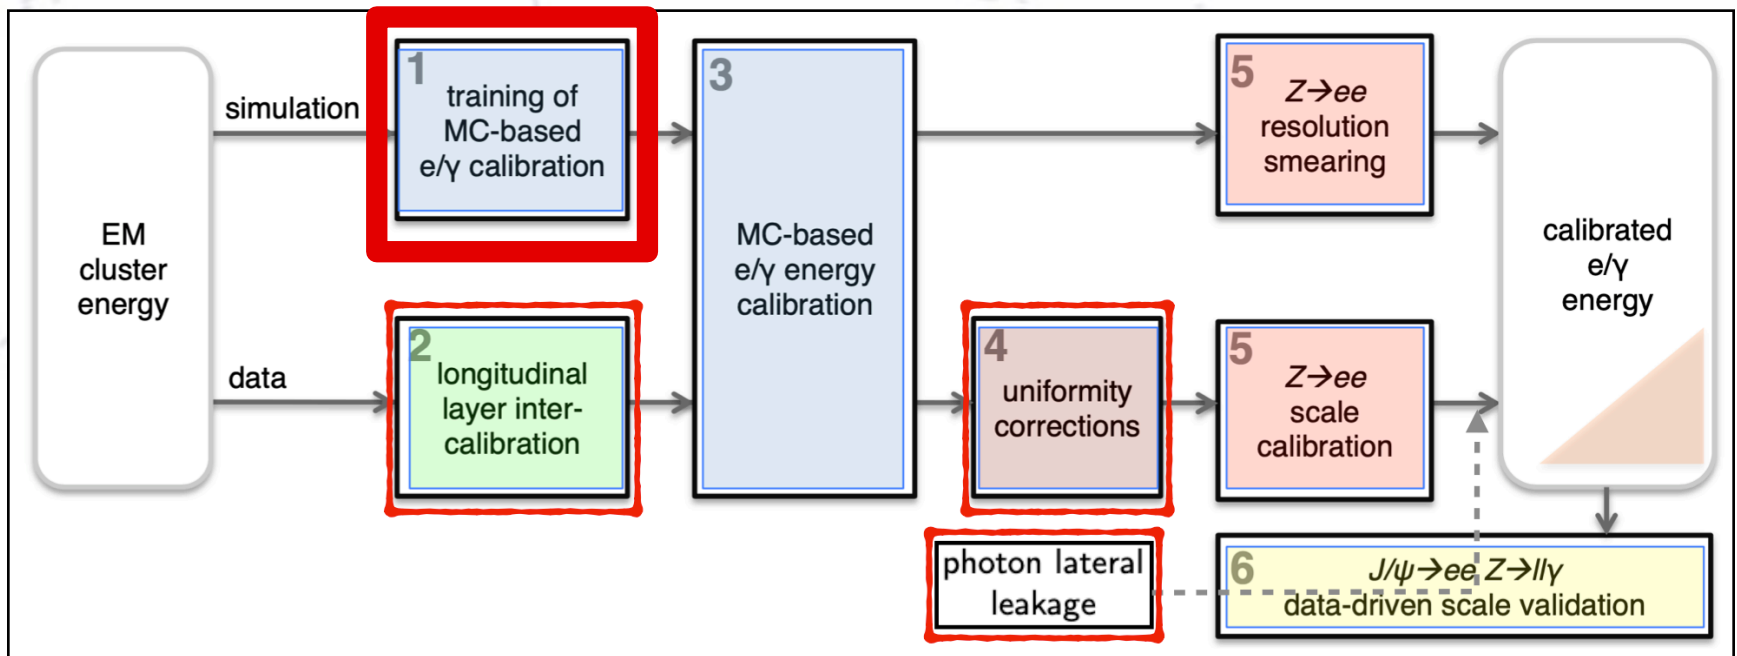 EM
cluster
energy
simulation
data
1
training of
MC-based
e/γ calibration
2
longitudinal
layer inter-
calibration
3
MC-based
e/γ energy
calibration
4
uniformity
corrections
5
Z→ee
resolution
smearing
5
Z→ee
scale
calibration
calibrated
e/γ
energy
photon lateral
leakage
6
J/ψ→ee Z→llγ
data-driven scale validation